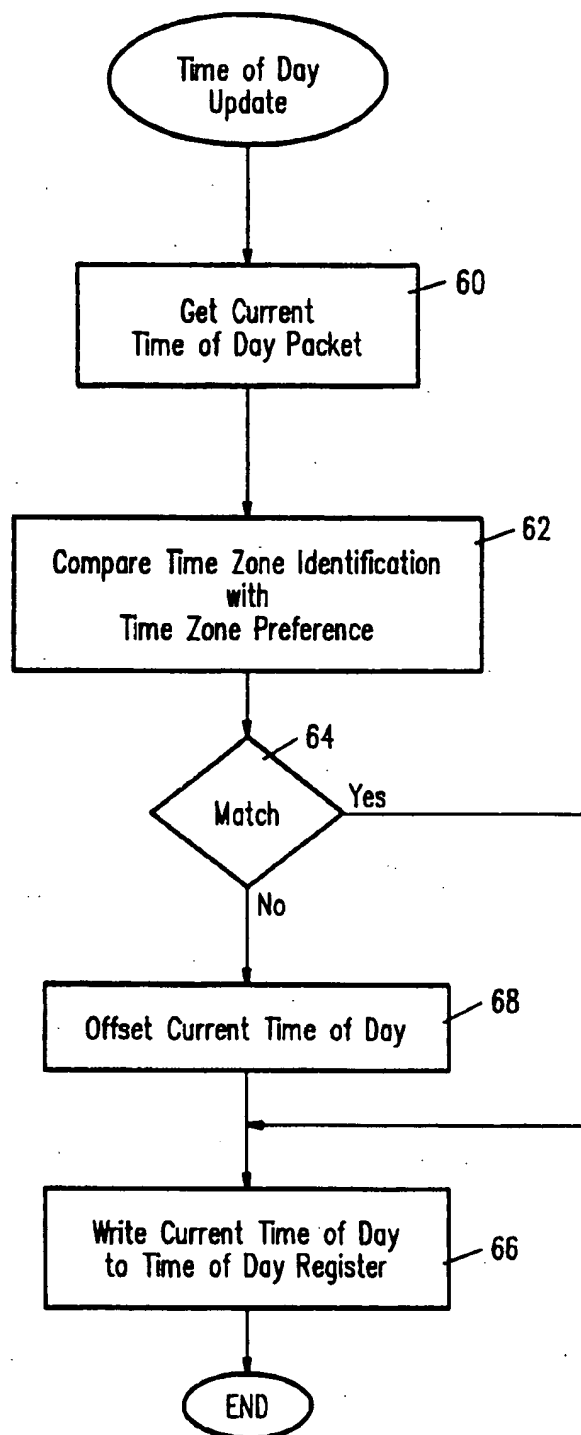 Time of Day
Update
60
Get Current
Time of Day Packet
62
Compare Time Zone Identification
with
Time Zone Preference
64
Match
Yes
No
68
Offset Current Time of Day
Write Current Time of Day
to Time of Day Register
66
END